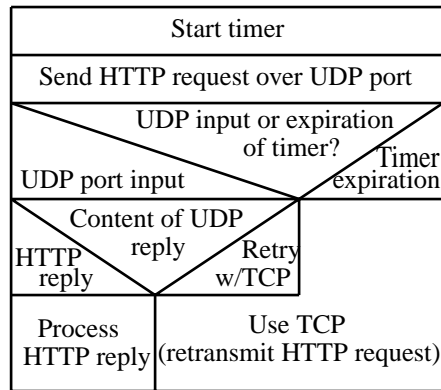 Start timer
Send HTTP request over UDP port
UDP input or expiration
of timer?
UDP port input
Timer
expiration
Content of UDP
reply
HTTP
reply
Retry
w/TCP
Process
HTTP reply
Use TCP
(retransmit HTTP request)